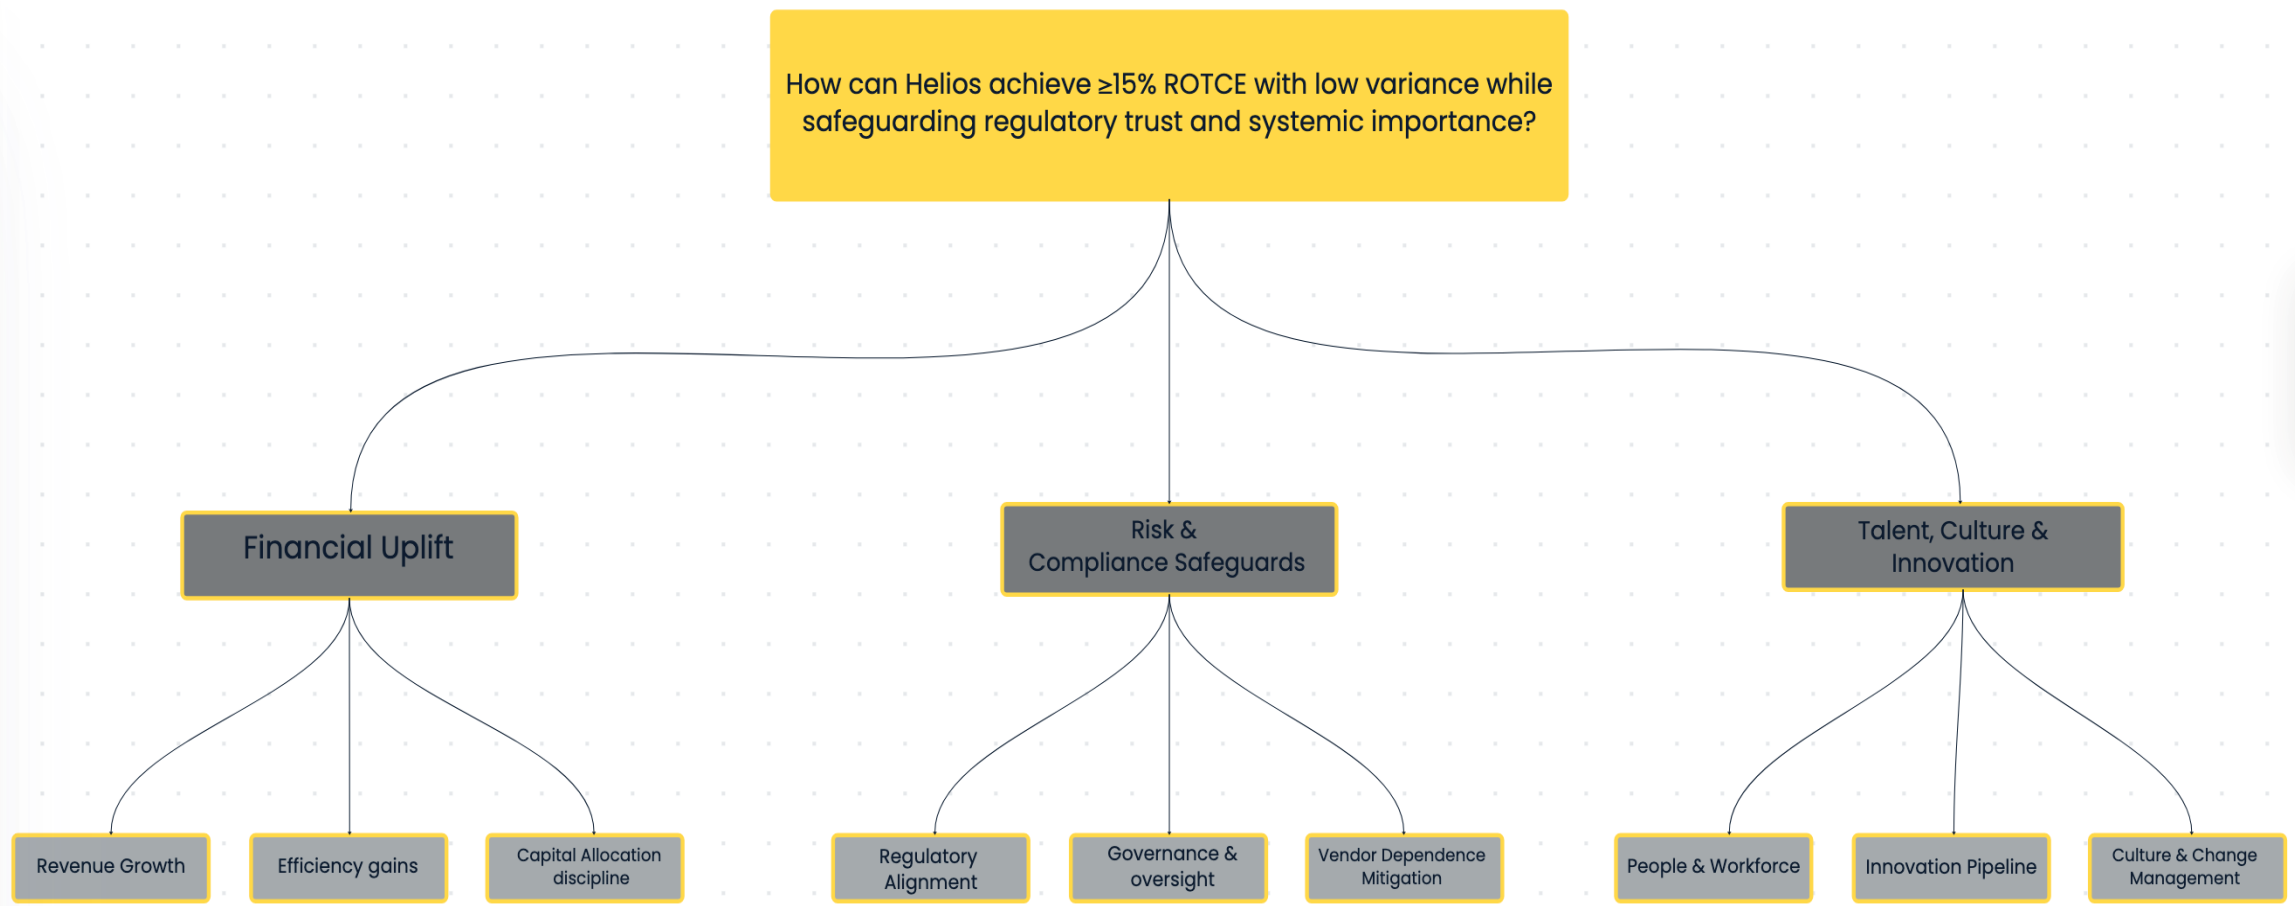 How can Helios achieve ≥15% ROTCE with low variance while
safeguarding regulatory trust and systemic importance?
Financial Uplift
Risk &
Compliance Safeguards
Talent, Culture &
Innovation
Revenue Growth
Efficiency gains
Capital Allocation
discipline
Regulatory
Alignment
Governance &
oversight
Vendor Dependence
Mitigation
People & Workforce
Innovation Pipeline
Culture & Change
Management